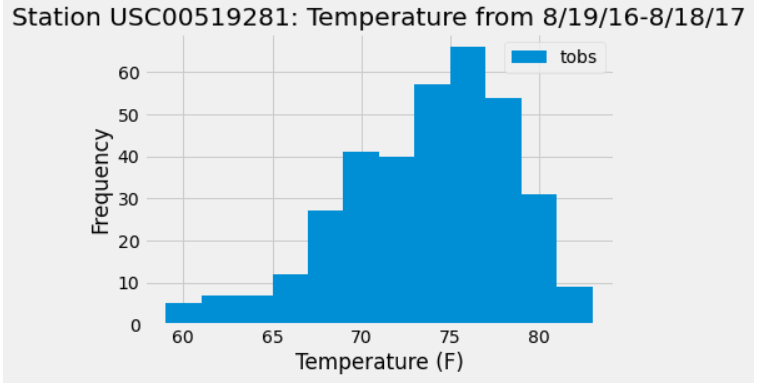 Station USC00519281: Temperature from 8/19/16-8/18/17
tobs
Frequency
60
50
40
30
20
10
0
60 65 70 75 80
Temperature (F)